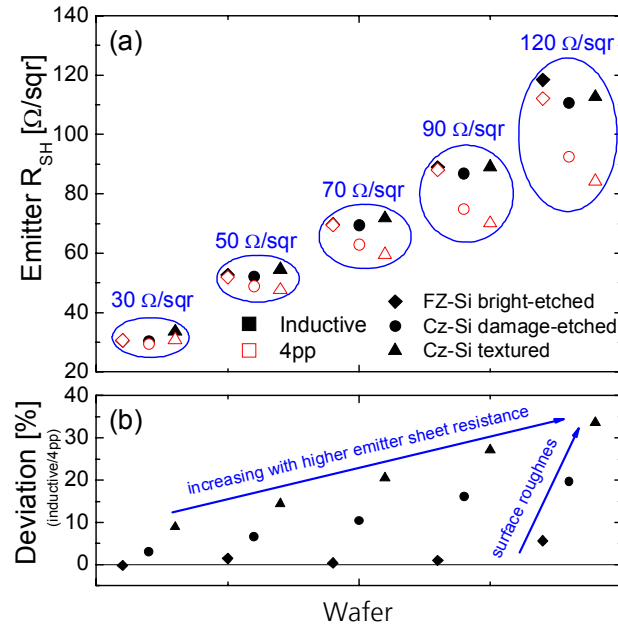 (a)
120 Ω/sqr
90 Ω/sqr
70 Ω/sqr
50 Ω/sqr
30 Ω/sqr
Emitter R_SH [Ω/sqr]
140
120
100
80
60
40
20
Inductive
4pp
FZ-Si bright-etched
Cz-Si damage-etched
Cz-Si textured
(b)
Deviation [%]
(inductive/4pp)
40
30
20
10
0
increasing with higher emitter sheet resistance
surface roughnes
Wafer